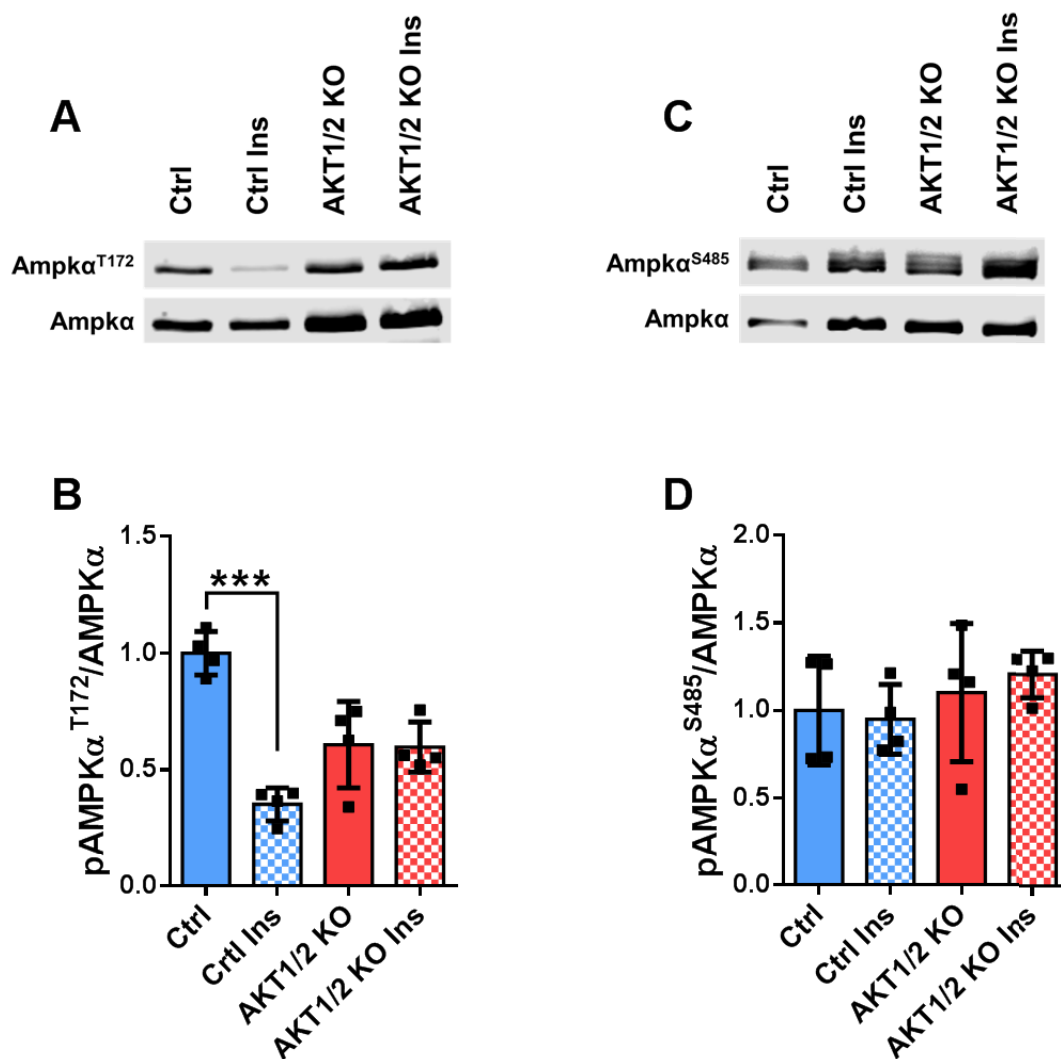 A
Ctrl
Ctrl Ins
AKT1/2 KO
AKT1/2 KO Ins
Ampkα^T172
Ampkα
C
Ctrl
Ctrl Ins
AKT1/2 KO
AKT1/2 KO Ins
Ampkα^S485
Ampkα
B
pAMPKα^T172/AMPKα
1.5
1.0
0.5
0.0
***
Ctrl
Crtl Ins
AKT1/2 KO
AKT1/2 KO Ins
D
pAMPKα^S485/AMPKα
2.0
1.5
1.0
0.5
0.0
Ctrl
Ctrl Ins
AKT1/2 KO
AKT1/2 KO Ins